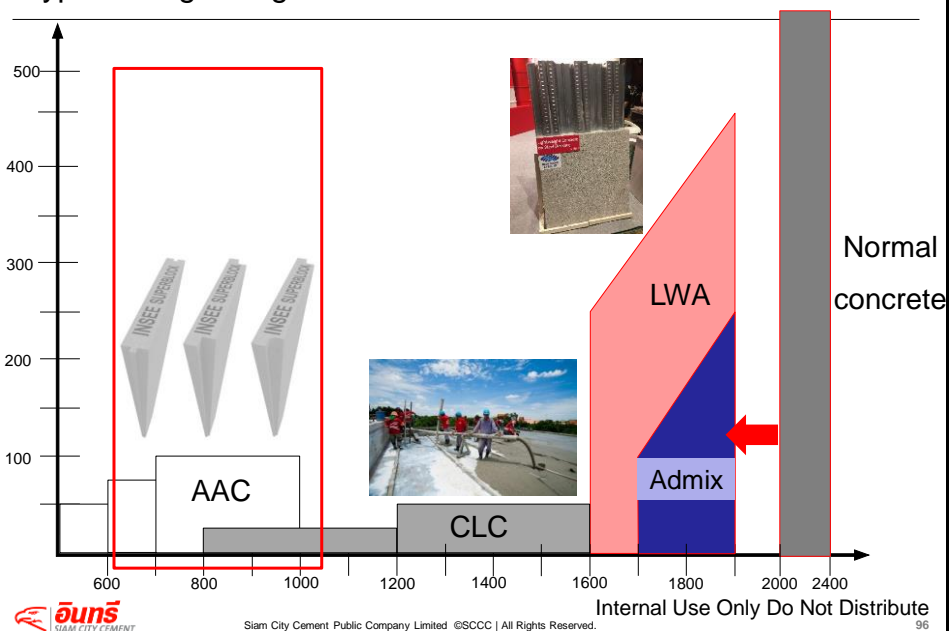 500
400
300
200
100
INSEE SUPERBLOCK
INSEE SUPERBLOCK
INSEE SUPERBLOCK
AAC
CLC
LWA
Admix
Normal
concrete
600
800
1000
1200
1400
1600
1800
2000
2400
Internal Use Only Do Not Distribute
อินทรี
SIAM CITY CEMENT
Siam City Cement Public Company Limited ©SCCC | All Rights Reserved.
96